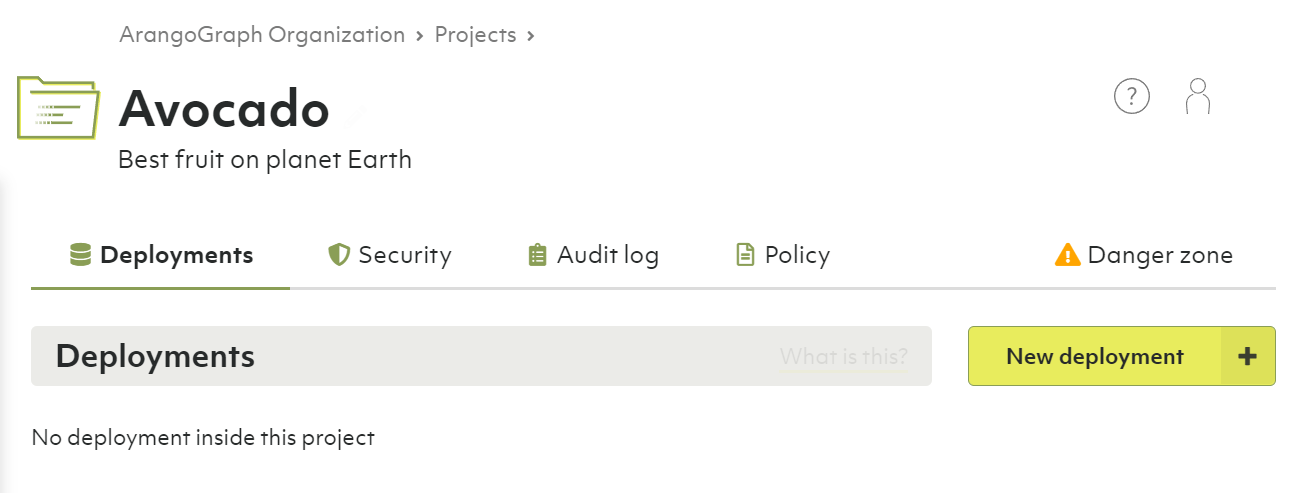 ArangoGraph Organization › Projects ›
Avocado
?
Best fruit on planet Earth
Deployments Security Audit log Policy Danger zone
Deployments What is this? New deployment +
No deployment inside this project